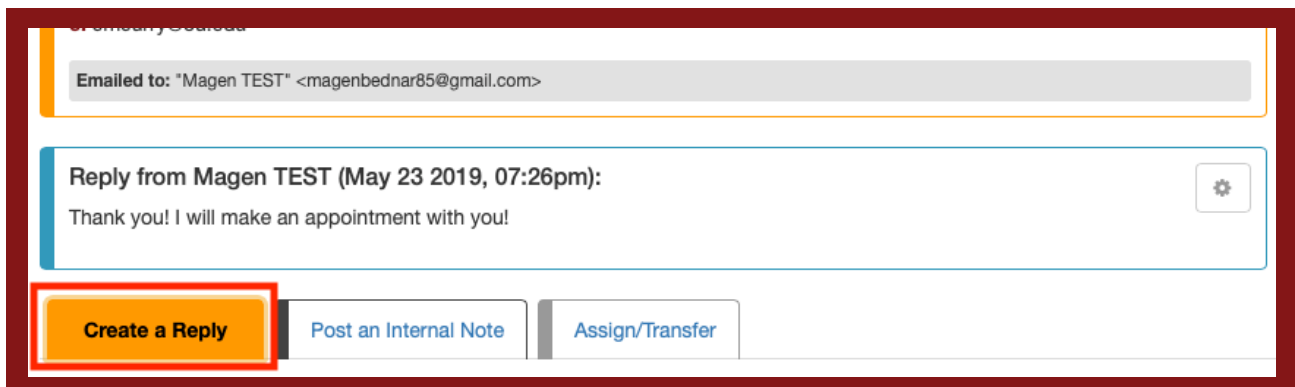 Emailed to: "Magen TEST" <magenbednar85@gmail.com>
Reply from Magen TEST (May 23 2019, 07:26pm):
Thank you! I will make an appointment with you!
Create a Reply
Post an Internal Note
Assign/Transfer